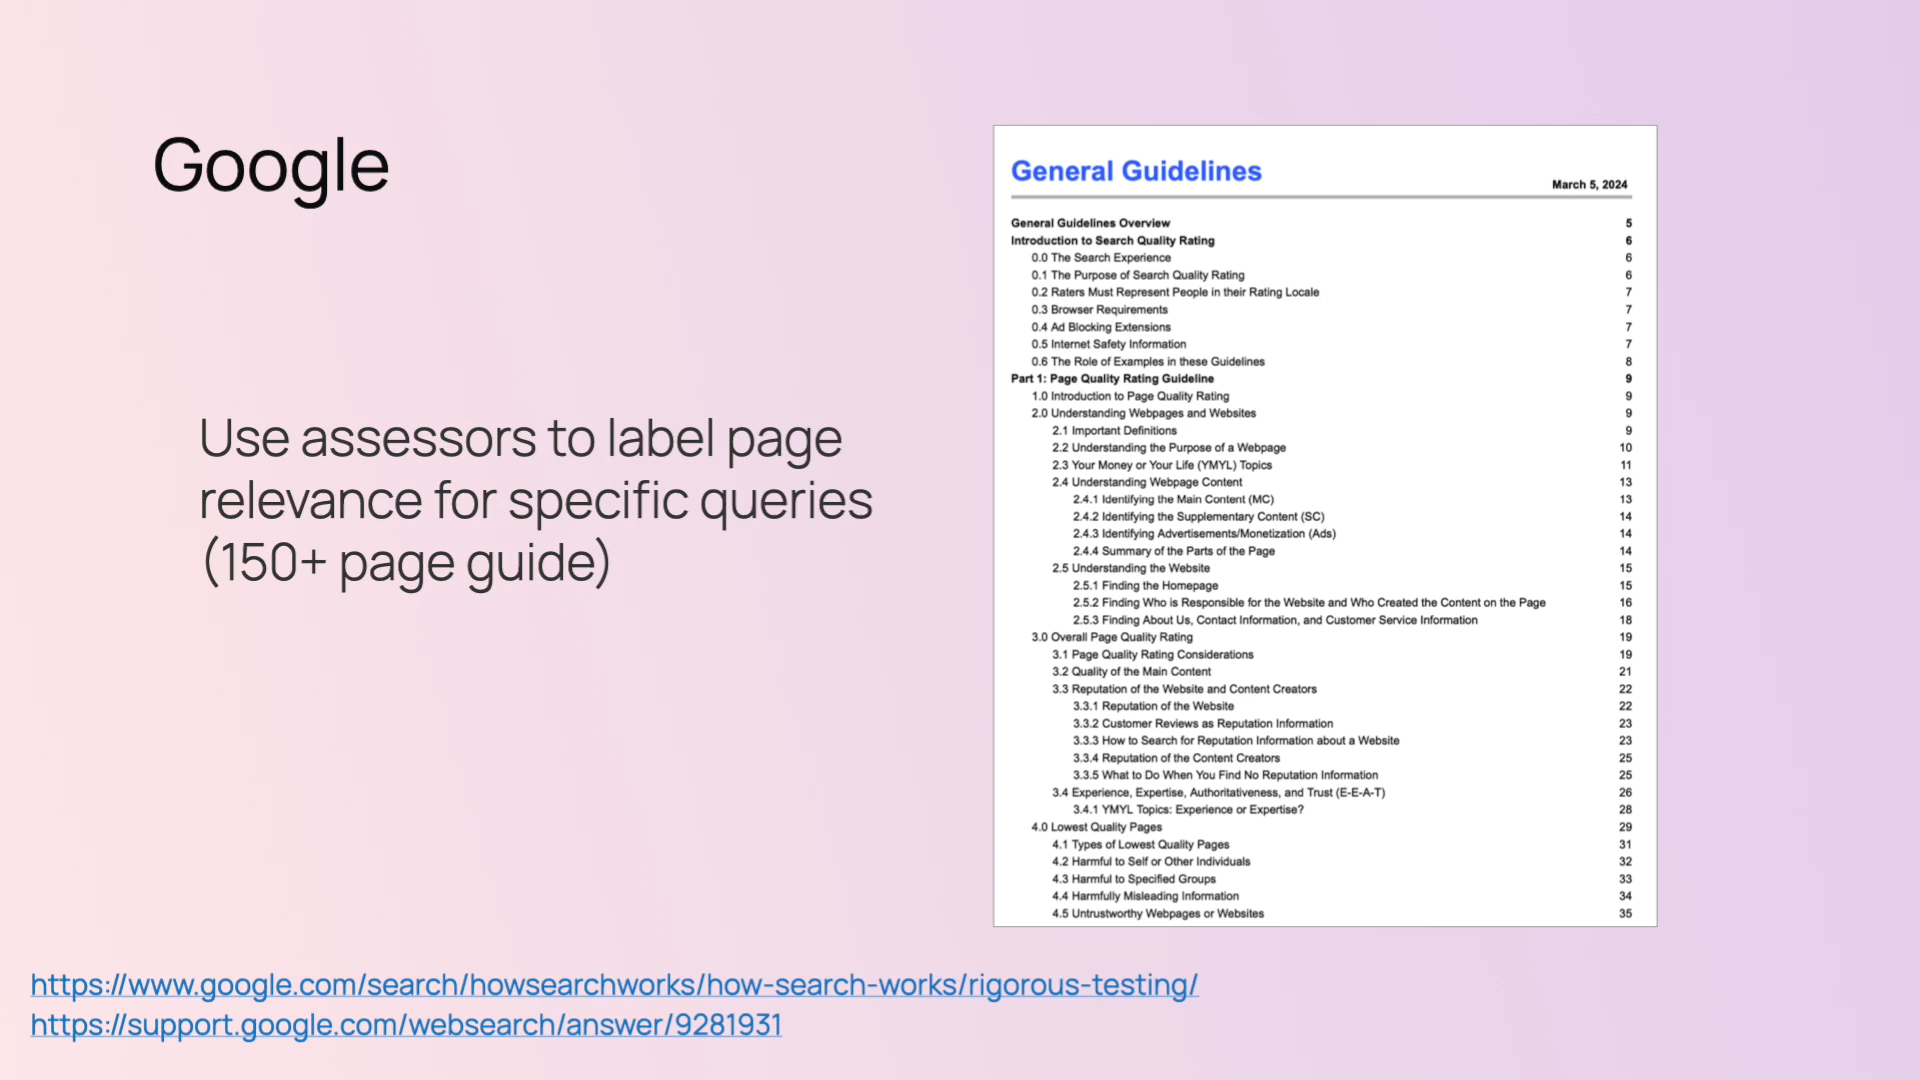 Google
Use assessors to label page
relevance for specific queries
(150+ page guide)
General Guidelines
March 5, 2024
General Guidelines Overview 5
Introduction to Search Quality Rating 6
0.0 The Search Experience 6
0.1 The Purpose of Search Quality Rating 6
0.2 Raters Must Represent People in their Rating Locale 7
0.3 Browser Requirements 7
0.4 Ad Blocking Extensions 7
0.5 Internet Safety Information 7
0.6 The Role of Examples in these Guidelines 8
Part 1: Page Quality Rating Guideline 9
1.0 Introduction to Page Quality Rating 9
2.0 Understanding Webpages and Websites 9
2.1 Important Definitions 9
2.2 Understanding the Purpose of a Webpage 10
2.3 Your Money or Your Life (YMYL) Topics 11
2.4 Understanding Webpage Content 13
2.4.1 Identifying the Main Content (MC) 13
2.4.2 Identifying the Supplementary Content (SC) 14
2.4.3 Identifying Advertisements/Monetization (Ads) 14
2.4.4 Summary of the Parts of the Page 14
2.5 Understanding the Website 15
2.5.1 Finding the Homepage 15
2.5.2 Finding Who is Responsible for the Website and Who Created the Content on the Page 16
2.5.3 Finding About Us, Contact Information, and Customer Service Information 18
3.0 Overall Page Quality Rating 19
3.1 Page Quality Rating Considerations 19
3.2 Quality of the Main Content 21
3.3 Reputation of the Website and Content Creators 22
3.3.1 Reputation of the Website 22
3.3.2 Customer Reviews as Reputation Information 23
3.3.3 How to Search for Reputation Information about a Website 23
3.3.4 Reputation of the Content Creators 25
3.3.5 What to Do When You Find No Reputation Information 25
3.4 Experience, Expertise, Authoritativeness, and Trust (E-E-A-T) 26
3.4.1 YMYL Topics: Experience or Expertise? 28
4.0 Lowest Quality Pages 29
4.1 Types of Lowest Quality Pages 31
4.2 Harmful to Self or Other Individuals 32
4.3 Harmful to Specified Groups 33
4.4 Harmfully Misleading Information 34
4.5 Untrustworthy Webpages or Websites 35
https://www.google.com/search/howsearchworks/how-search-works/rigorous-testing/
https://support.google.com/websearch/answer/9281931